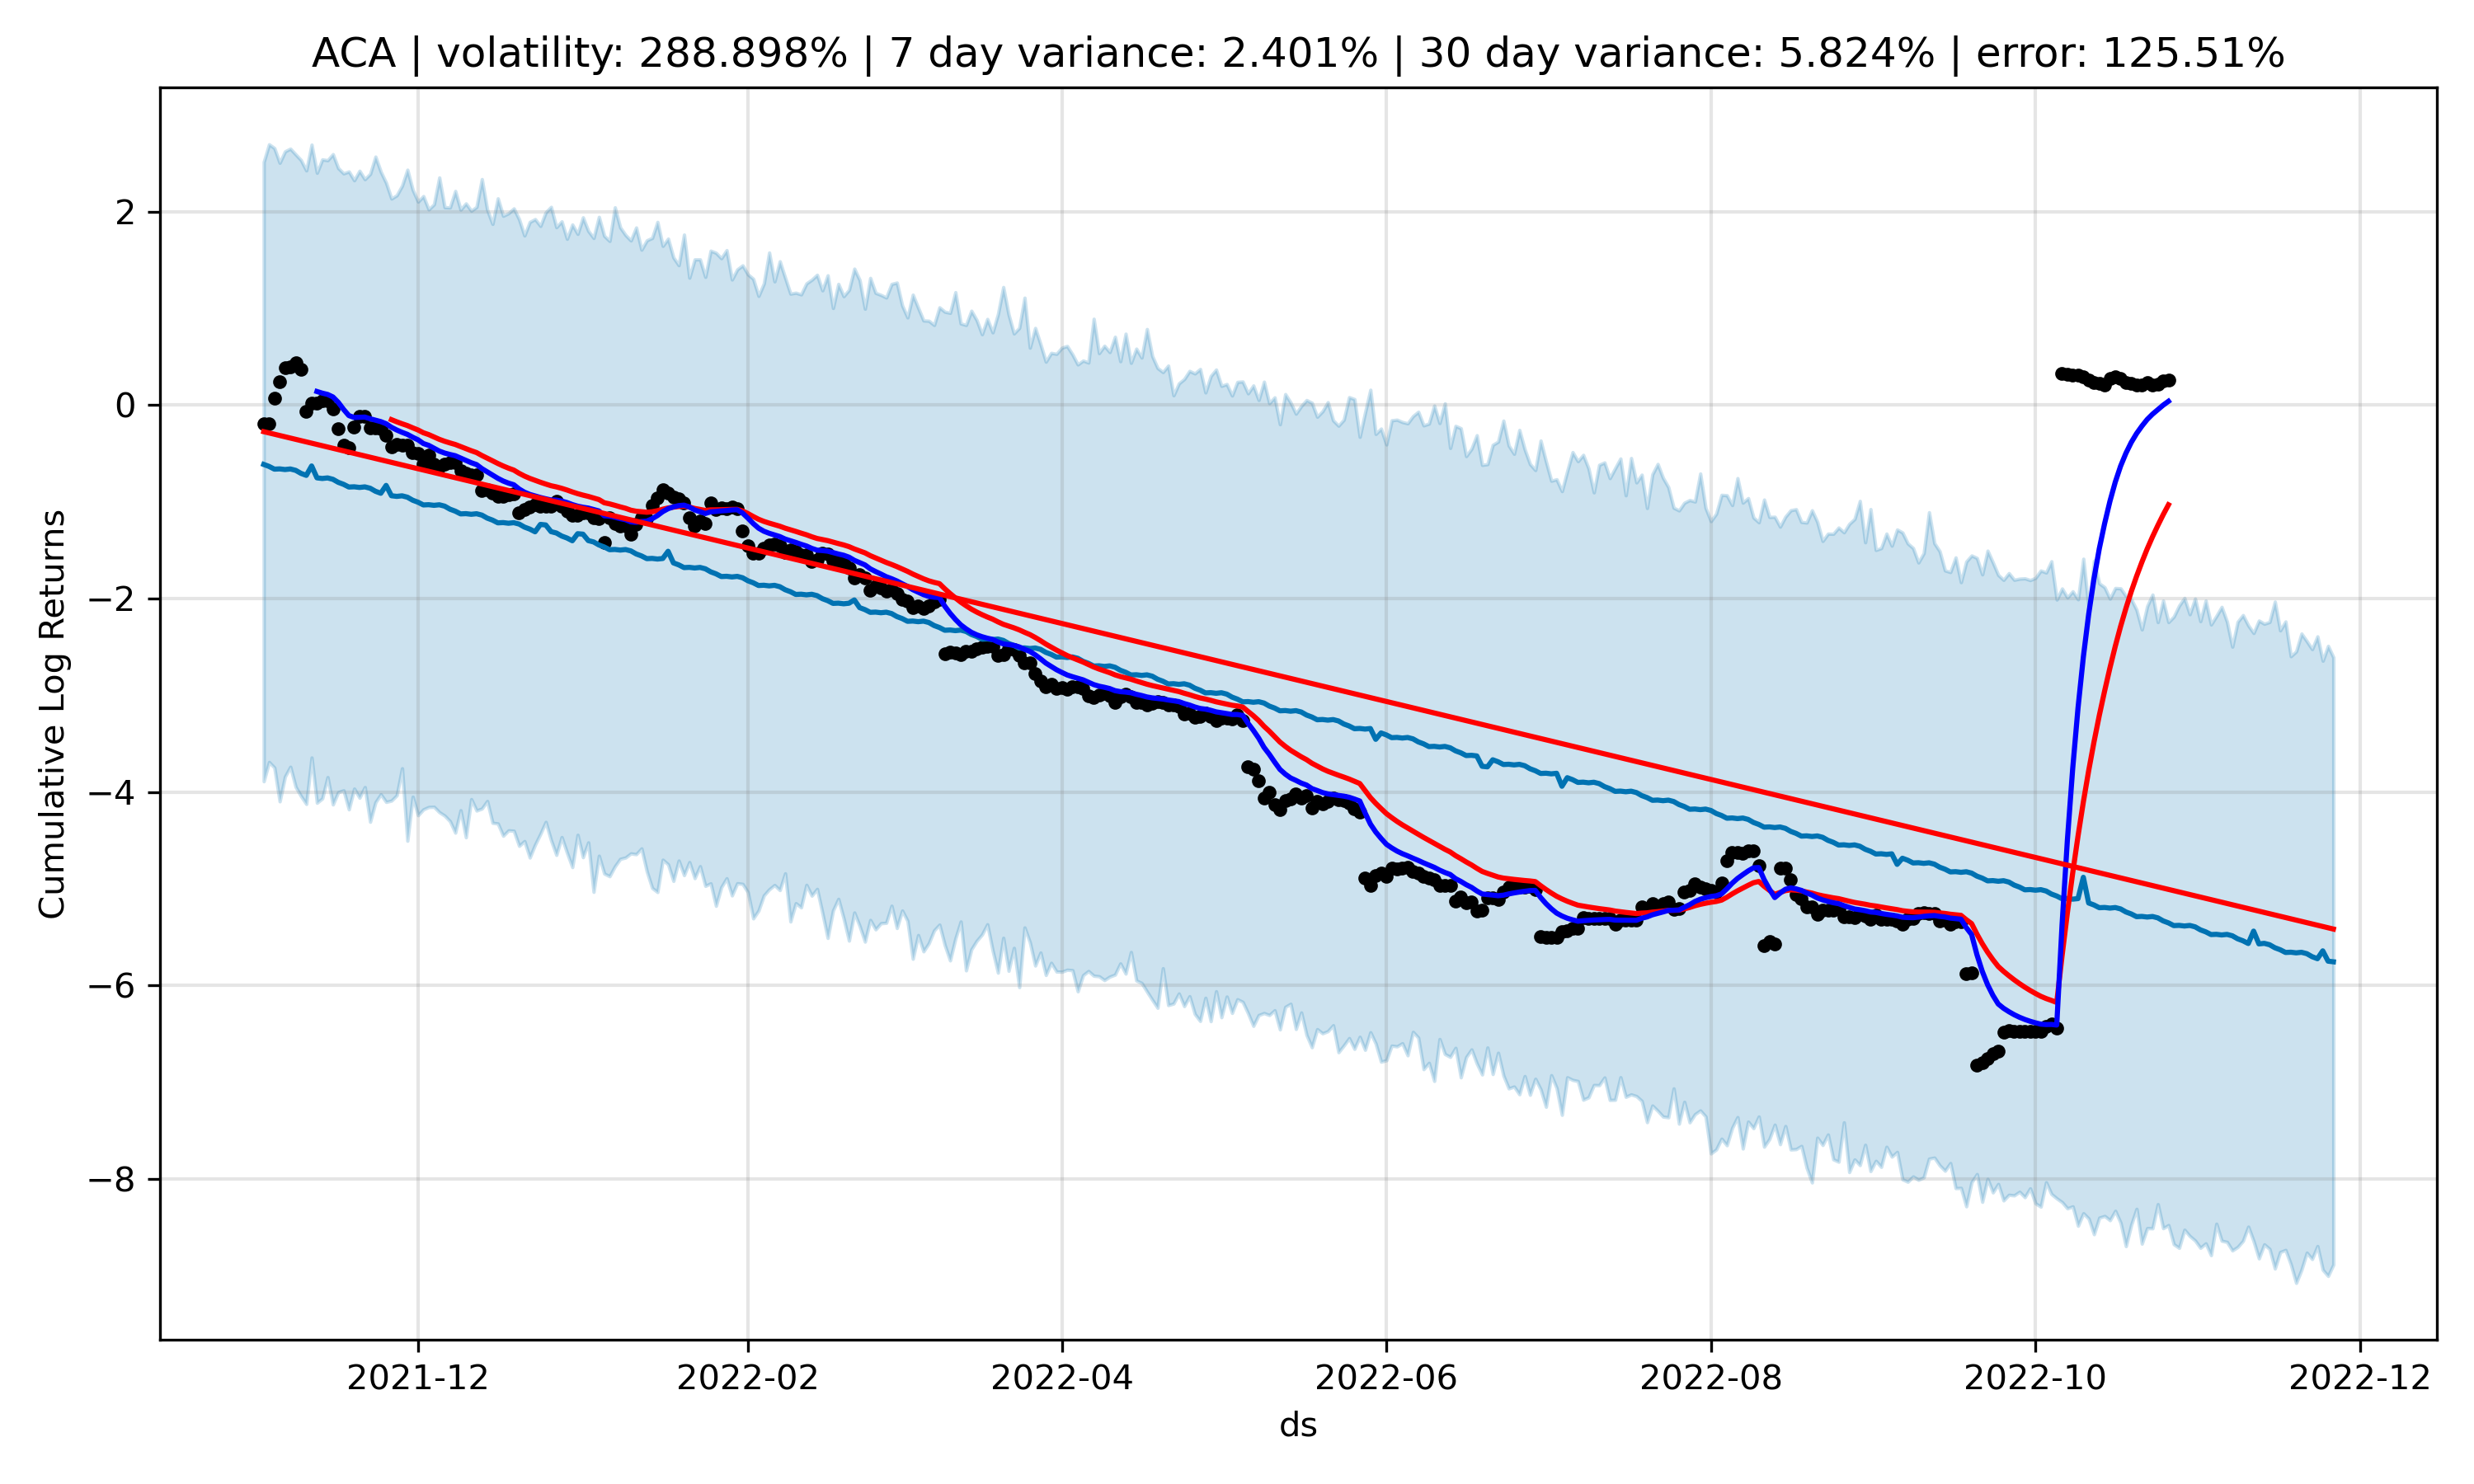 ACA | volatility: 288.898% | 7 day variance: 2.401% | 30 day variance: 5.824% | error: 125.51%
2
0
−2
−4
−6
−8
Cumulative Log Returns
2021-12 2022-02 2022-04 2022-06 2022-08 2022-10 2022-12
ds